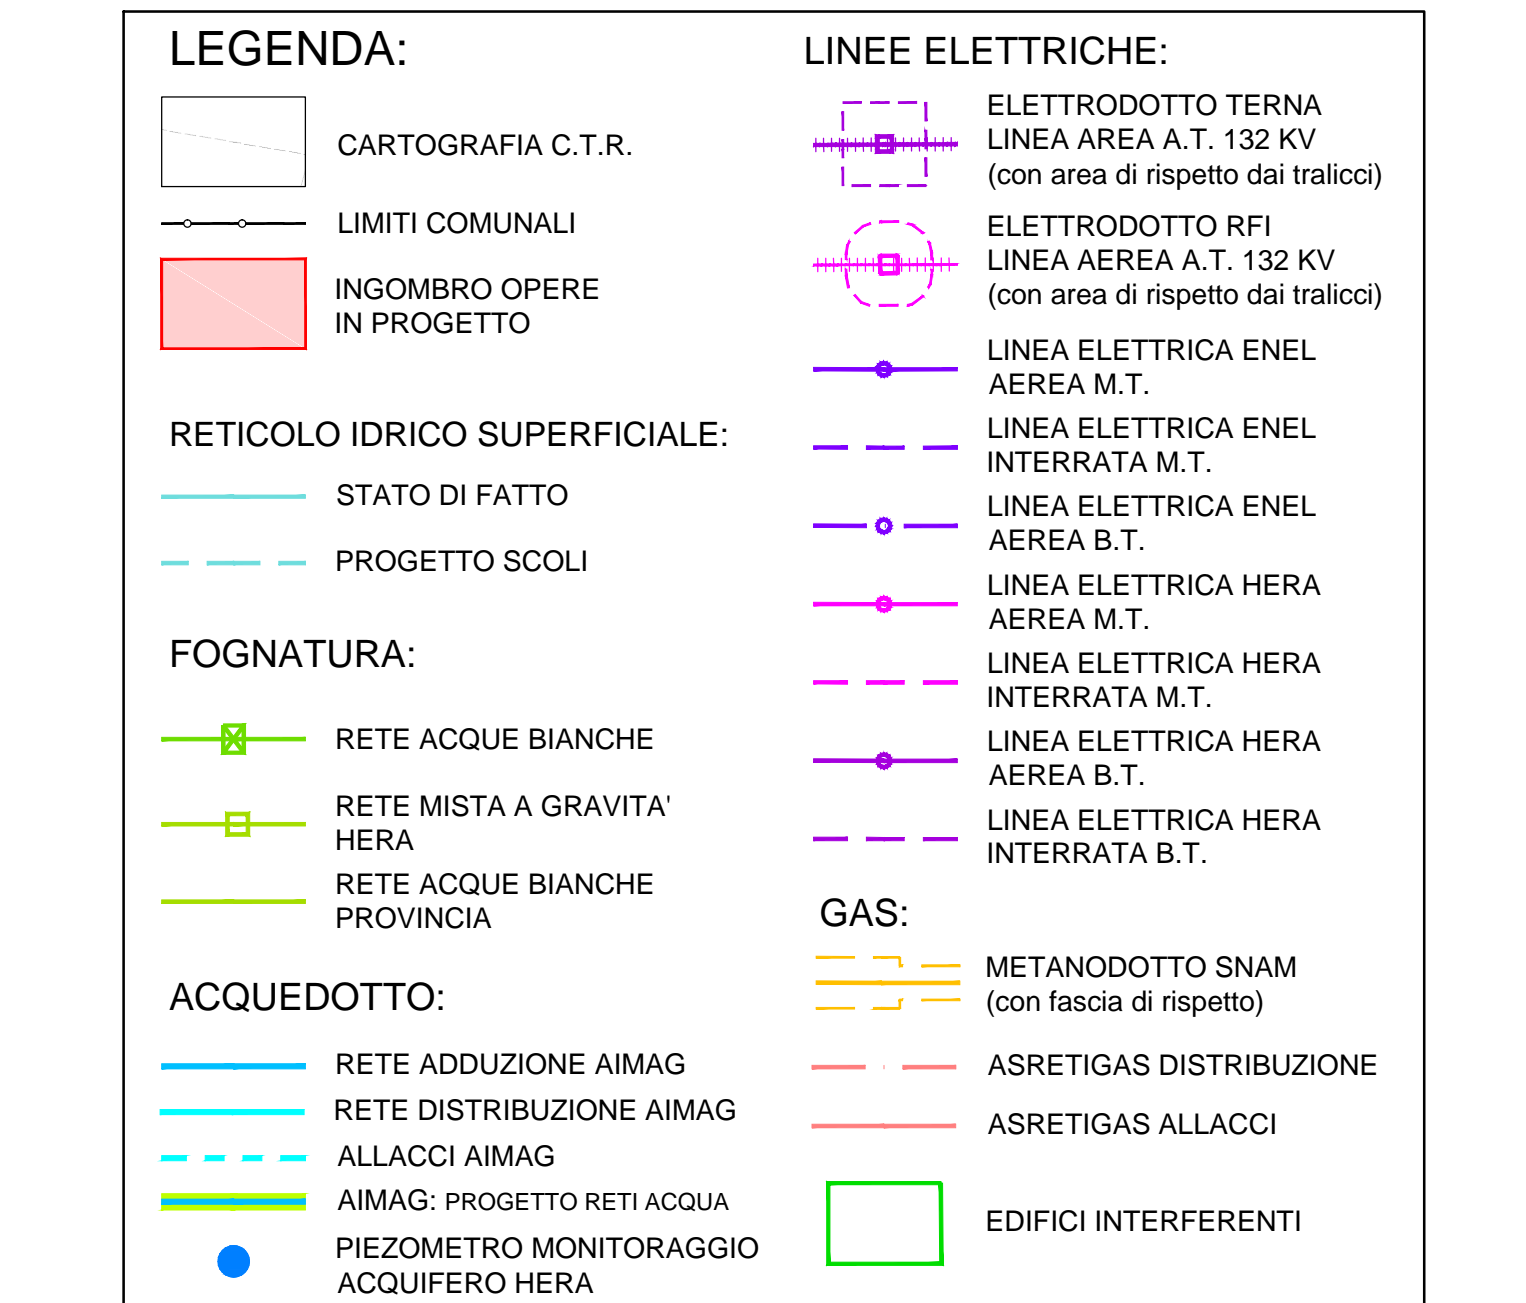 LEGENDA:
CARTOGRAFIA C.T.R.
LIMITI COMUNALI
INGOMBRO OPERE
IN PROGETTO
RETICOLO IDRICO SUPERFICIALE:
STATO DI FATTO
PROGETTO SCOLI
FOGNATURA:
RETE ACQUE BIANCHE
RETE MISTA A GRAVITA'
HERA
RETE ACQUE BIANCHE
PROVINCIA
ACQUEDOTTO:
RETE ADDUZIONE AIMAG
RETE DISTRIBUZIONE AIMAG
ALLACCI AIMAG
AIMAG: PROGETTO RETI ACQUA
PIEZOMETRO MONITORAGGIO
ACQUIFERO HERA
LINEE ELETTRICHE:
ELETTRODOTTO TERNA
LINEA AREA A.T. 132 KV
(con area di rispetto dai tralicci)
ELETTRODOTTO RFI
LINEA AEREA A.T. 132 KV
(con area di rispetto dai tralicci)
LINEA ELETTRICA ENEL
AEREA M.T.
LINEA ELETTRICA ENEL
INTERRATA M.T.
LINEA ELETTRICA ENEL
AEREA B.T.
LINEA ELETTRICA HERA
AEREA M.T.
LINEA ELETTRICA HERA
INTERRATA M.T.
LINEA ELETTRICA HERA
AEREA B.T.
LINEA ELETTRICA HERA
INTERRATA B.T.
GAS:
METANODOTTO SNAM
(con fascia di rispetto)
ASRETIGAS DISTRIBUZIONE
ASRETIGAS ALLACCI
EDIFICI INTERFERENTI